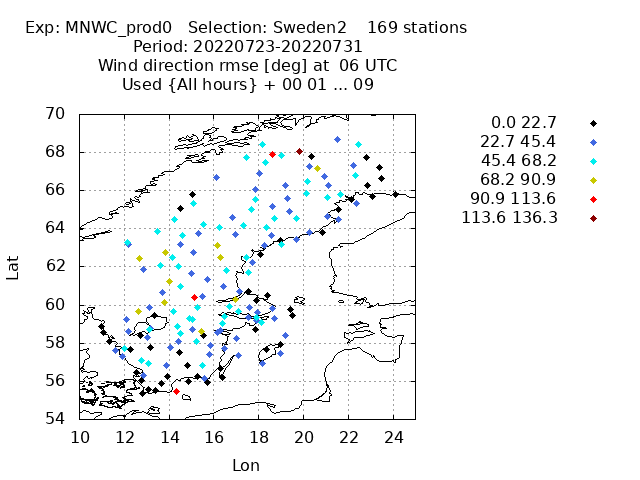 Exp: MNWC_prod0 Selection: Sweden2 169 stations
Period: 20220723-20220731
Wind direction rmse [deg] at 06 UTC
Used {All hours} + 00 01 ... 09
70
68
66
64
62
60
58
56
54
Lat
10 12 14 16 18 20 22 24
Lon
0.0 22.7
22.7 45.4
45.4 68.2
68.2 90.9
90.9 113.6
113.6 136.3